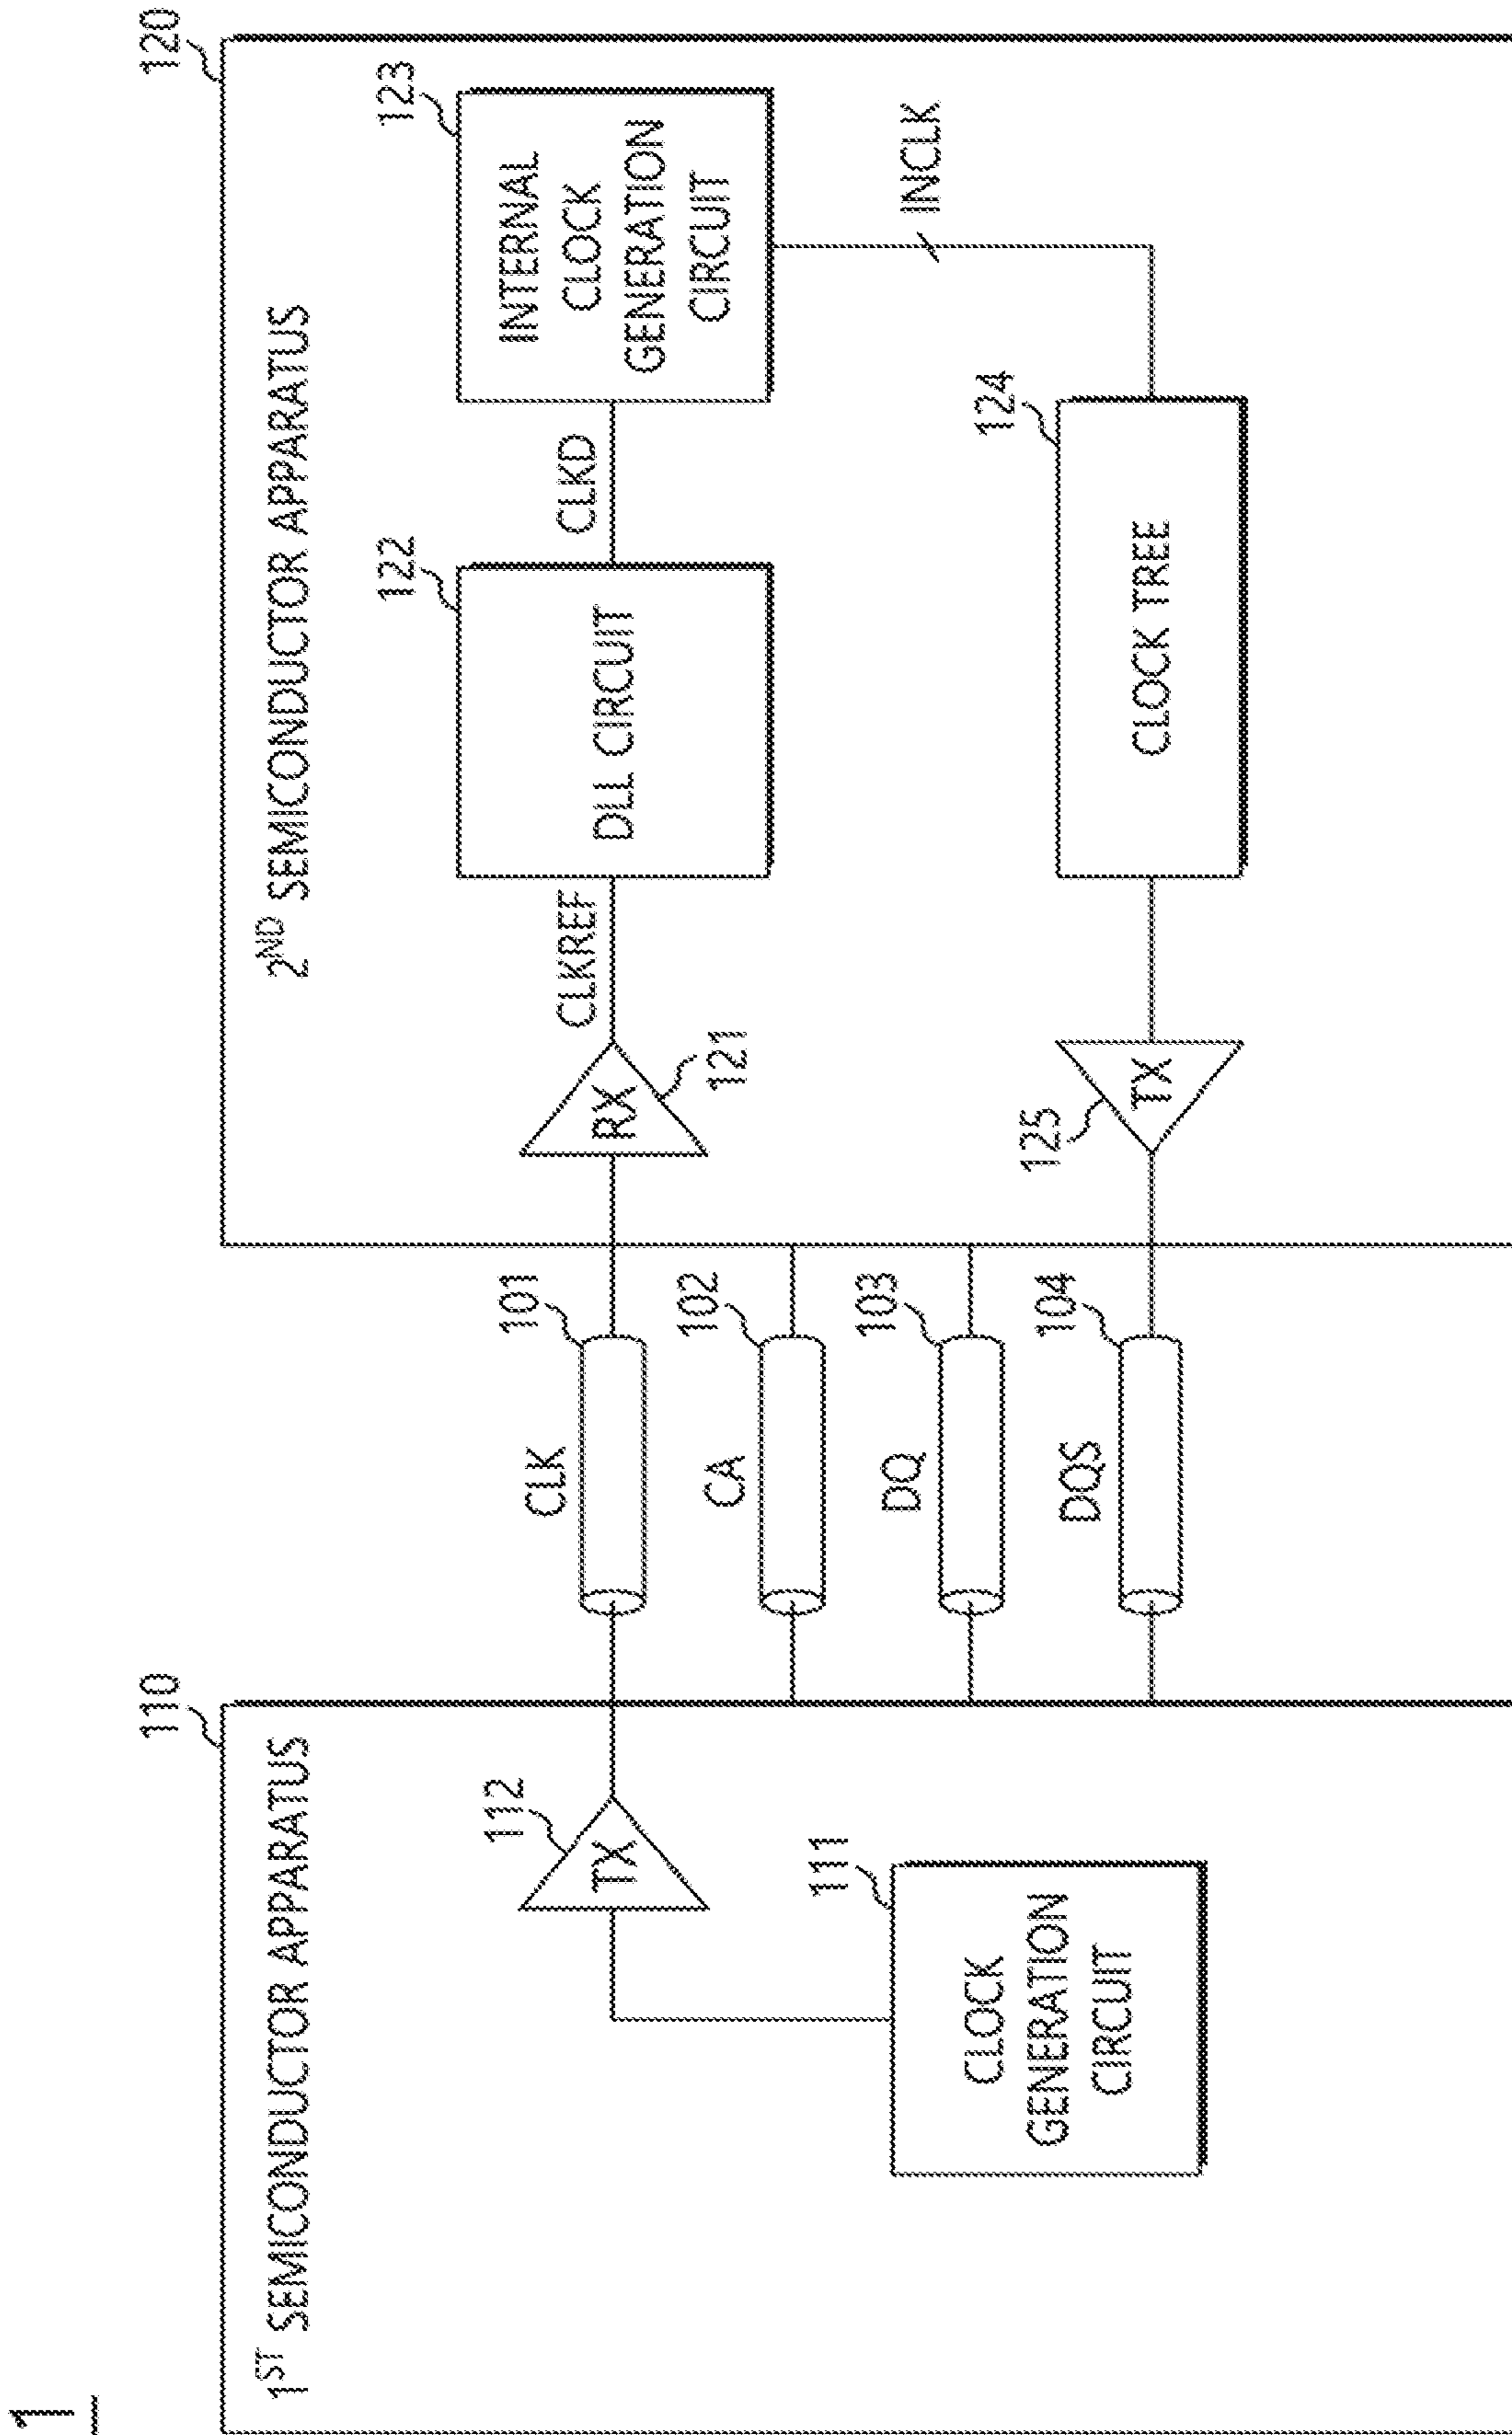 1
110
1ST SEMICONDUCTOR APPARATUS
112
TX
111
CLOCK
GENERATION
CIRCUIT
CLK
101
CA
102
DQ
103
DQS
104
120
2ND SEMICONDUCTOR APPARATUS
RX
121
CLKREF
122
DLL CIRCUIT
CLKD
123
INTERNAL
CLOCK
GENERATION
CIRCUIT
INCLK
124
CLOCK TREE
125
TX